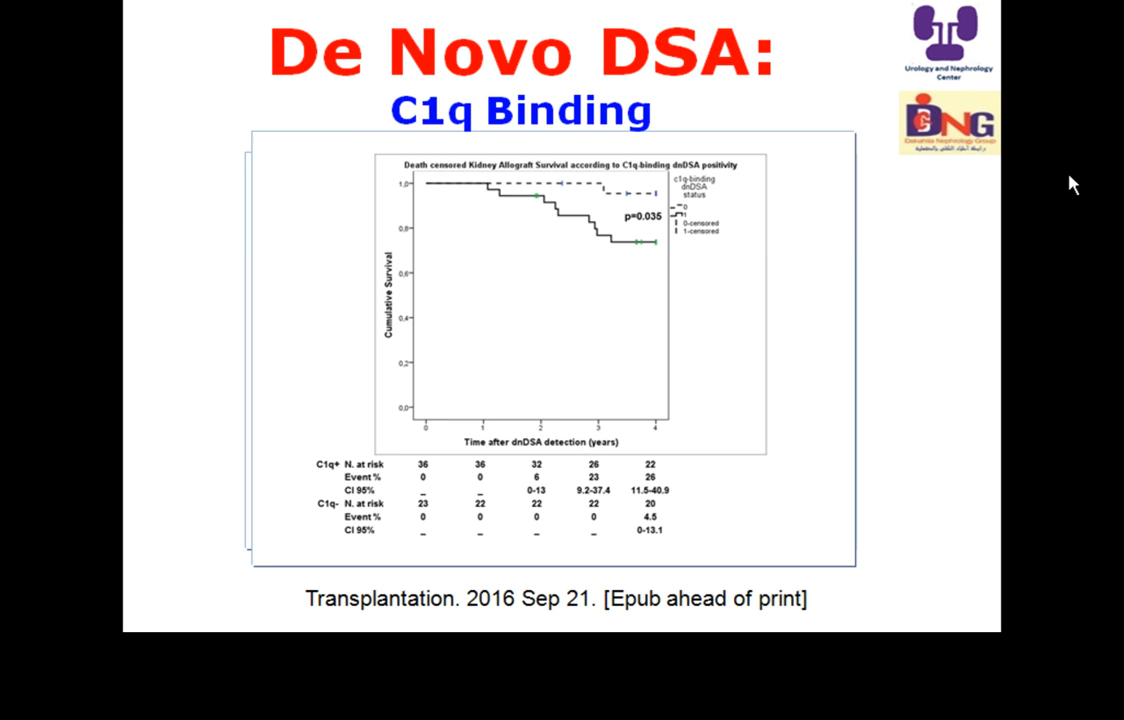 De Novo DSA:
C1q Binding
Urology and Nephrology
Center
DNG
Dakahlia Nephrology Group
Death censored Kidney Allograft Survival according to C1q-binding dnDSA positivity
c1q-binding
dnDSA
status
0
1
0-censored
1-censored
p=0.035
Cumulative Survival
1,0
0,8
0,6
0,4
0,2
0,0
0 1 2 3 4
Time after dnDSA detection (years)
C1q+ N. at risk 36 36 32 26 22
Event % 0 0 6 23 26
CI 95% – – 0-13 9.2-37.4 11.5-40.9
C1q- N. at risk 23 22 22 22 20
Event % 0 0 0 0 4.5
CI 95% – – – – 0-13.1
Transplantation. 2016 Sep 21. [Epub ahead of print]